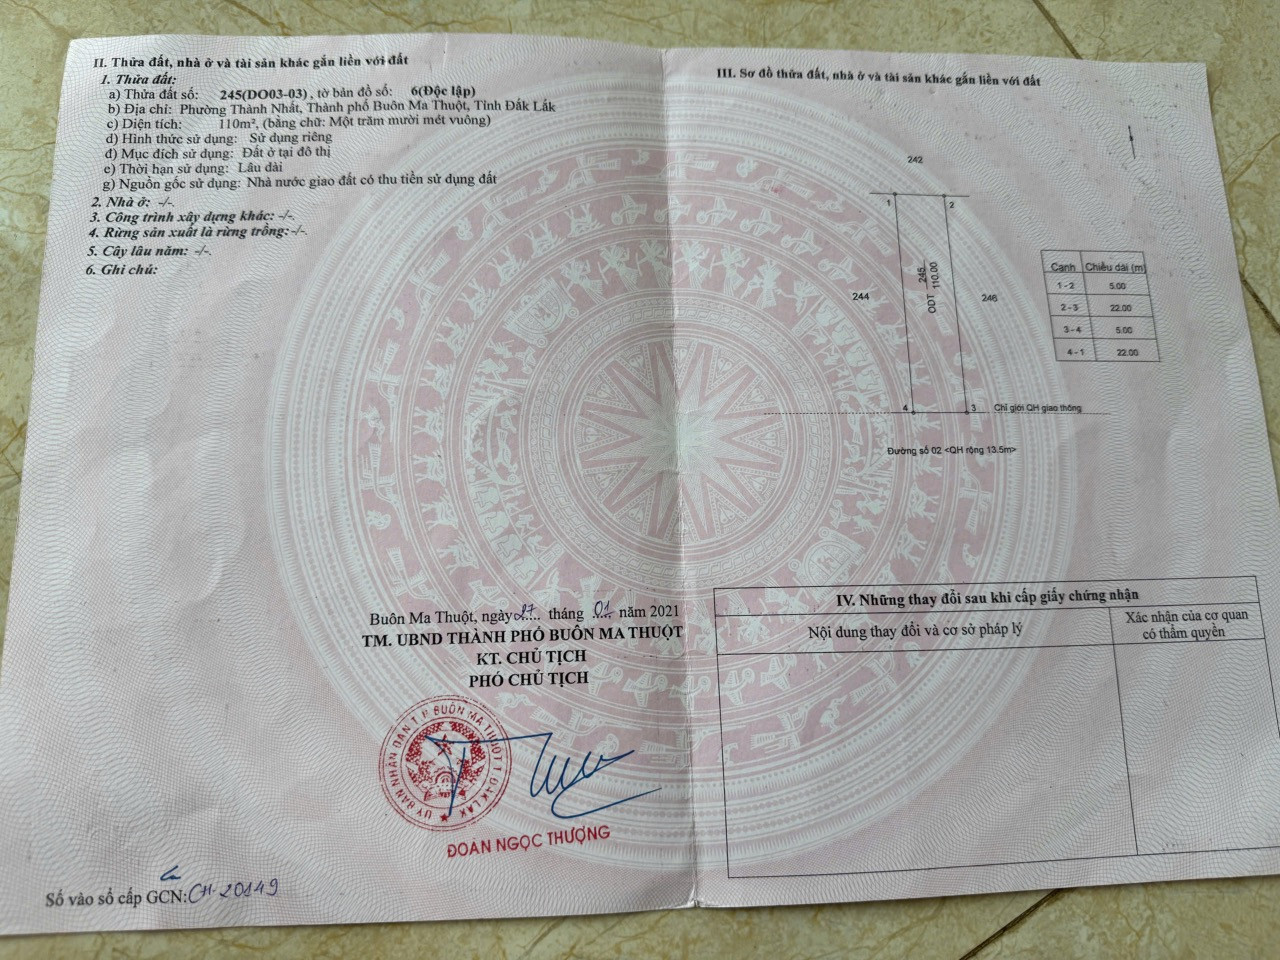 II. Thửa đất, nhà ở và tài sản khác gắn liền với đất
1. Thửa đất:
a) Thửa đất số: 245(DO03-03), tờ bản đồ số: 6(Độc lập)
b) Địa chỉ: Phường Thành Nhất, Thành phố Buôn Ma Thuột, Tỉnh Đắk Lắk
c) Diện tích: 110m², (bằng chữ: Một trăm mười mét vuông)
d) Hình thức sử dụng: Sử dụng riêng
đ) Mục đích sử dụng: Đất ở tại đô thị
e) Thời hạn sử dụng: Lâu dài
g) Nguồn gốc sử dụng: Nhà nước giao đất có thu tiền sử dụng đất
2. Nhà ở: -/-.
3. Công trình xây dựng khác: -/-.
4. Rừng sản xuất là rừng trồng:-/-.
5. Cây lâu năm: -/-.
6. Ghi chú:
Buôn Ma Thuột, ngày 27 tháng 01 năm 2021
TM. UBND THÀNH PHỐ BUÔN MA THUỘT
KT. CHỦ TỊCH
PHÓ CHỦ TỊCH
ỦY BAN NHÂN DÂN T.P BUÔN MA THUỘT T. ĐẮK LẮK
ĐOÀN NGỌC THƯỢNG
Số vào sổ cấp GCN: CH-20149
III. Sơ đồ thửa đất, nhà ở và tài sản khác gắn liền với đất
242
1
2
244
ODT 245 110.00
246
4
3
Chỉ giới QH giao thông
Đường số 02 <QH rộng 13.5m>
Cạnh Chiều dài (m)
1-2 5.00
2-3 22.00
3-4 5.00
4-1 22.00
IV. Những thay đổi sau khi cấp giấy chứng nhận
Nội dung thay đổi và cơ sở pháp lý
Xác nhận của cơ quan
có thẩm quyền